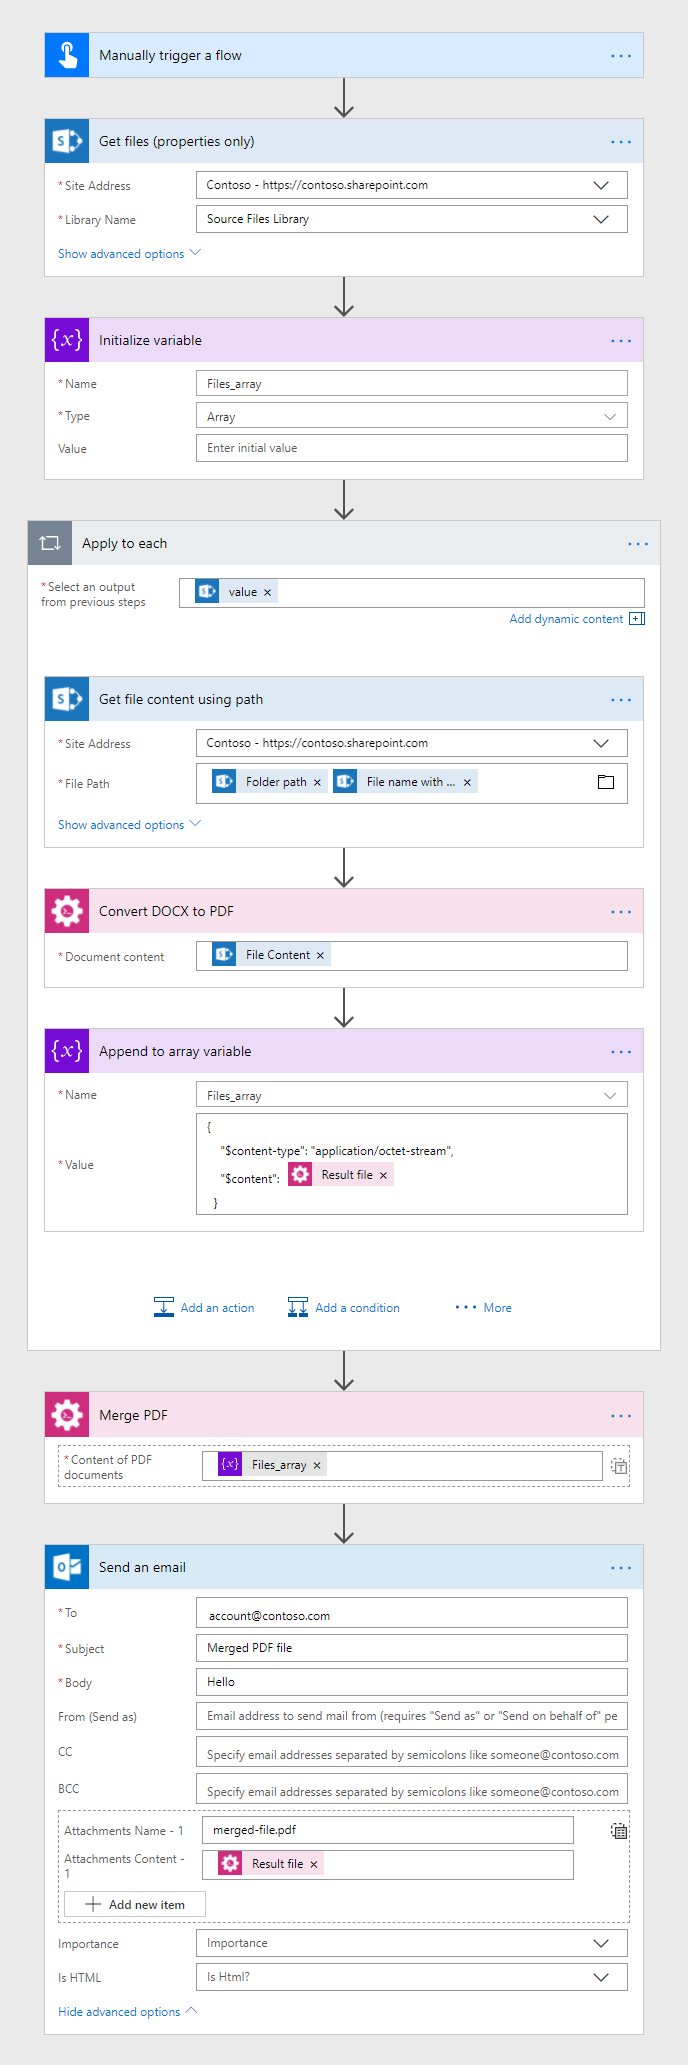 Manually trigger a flow
Get files (properties only)
* Site Address
Contoso - https://contoso.sharepoint.com
* Library Name
Source Files Library
Show advanced options
{x} Initialize variable
* Name
Files_array
* Type
Array
Value
Enter initial value
Apply to each
* Select an output
from previous steps
value ×
Add dynamic content
Get file content using path
* Site Address
Contoso - https://contoso.sharepoint.com
* File Path
Folder path × File name with ... ×
Show advanced options
Convert DOCX to PDF
* Document content
File Content ×
{x} Append to array variable
* Name
Files_array
* Value
{
"$content-type": "application/octet-stream",
"$content": Result file ×
}
Add an action
Add a condition
More
Merge PDF
* Content of PDF
documents
{x} Files_array ×
Send an email
* To
account@contoso.com
* Subject
Merged PDF file
* Body
Hello
From (Send as)
Email address to send mail from (requires "Send as" or "Send on behalf of" pe
CC
Specify email addresses separated by semicolons like someone@contoso.com
BCC
Specify email addresses separated by semicolons like someone@contoso.com
Attachments Name - 1
merged-file.pdf
Attachments Content -
1
Result file ×
Add new item
Importance
Importance
Is HTML
Is Html?
Hide advanced options